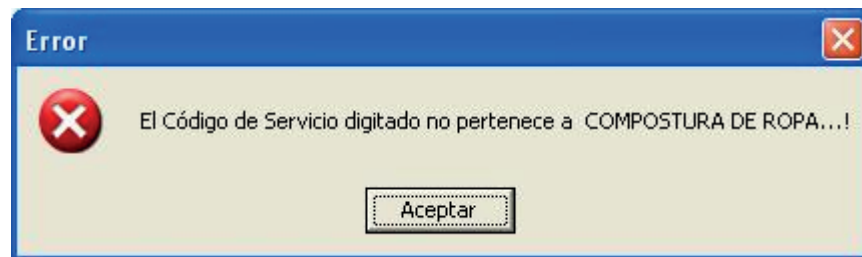 Error
El Código de Servicio digitado no pertenece a COMPOSTURA DE ROPA...!
Aceptar